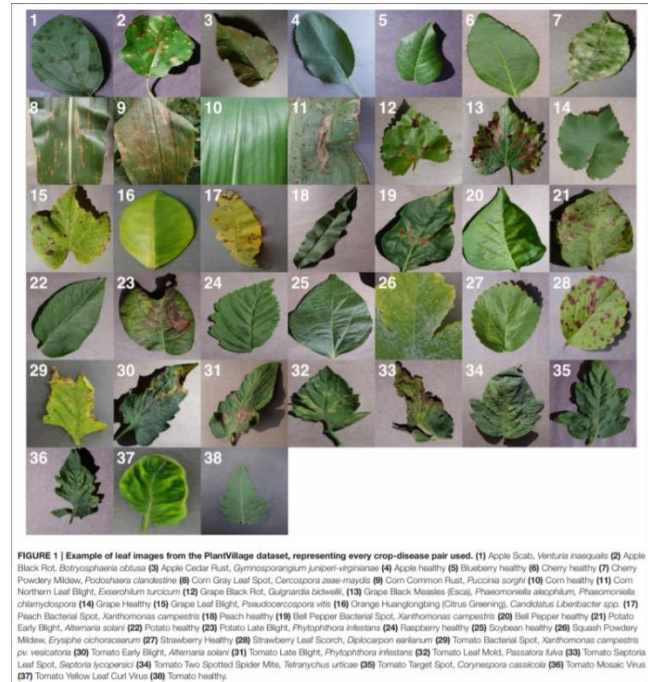 1 2 3 4 5 6 7
8 9 10 11 12 13 14
15 16 17 18 19 20 21
22 23 24 25 26 27 28
29 30 31 32 33 34 35
36 37 38
FIGURE 1 | Example of leaf images from the PlantVillage dataset, representing every crop-disease pair used. (1) Apple Scab, Venturia inaequalis (2) Apple
Black Rot, Botryosphaeria obtusa (3) Apple Cedar Rust, Gymnosporangium juniperi-virginianae (4) Apple healthy (5) Blueberry healthy (6) Cherry healthy (7) Cherry
Powdery Mildew, Podoshaera clandestine (8) Corn Gray Leaf Spot, Cercospora zeae-maydis (9) Corn Common Rust, Puccinia sorghi (10) Corn healthy (11) Corn
Northern Leaf Blight, Exserohilum turcicum (12) Grape Black Rot, Guignardia bidwellii, (13) Grape Black Measles (Esca), Phaeomoniella aleophilum, Phaeomoniella
chlamydospora (14) Grape Healthy (15) Grape Leaf Blight, Pseudocercospora vitis (16) Orange Huanglongbing (Citrus Greening), Candidatus Liberibacter spp. (17)
Peach Bacterial Spot, Xanthomonas campestris (18) Peach healthy (19) Bell Pepper Bacterial Spot, Xanthomonas campestris (20) Bell Pepper healthy (21) Potato
Early Blight, Alternaria solani (22) Potato healthy (23) Potato Late Blight, Phytophthora infestans (24) Raspberry healthy (25) Soybean healthy (26) Squash Powdery
Mildew, Erysiphe cichoracearum (27) Strawberry Healthy (28) Strawberry Leaf Scorch, Diplocarpon earlianum (29) Tomato Bacterial Spot, Xanthomonas campestris
pv. vesicatoria (30) Tomato Early Blight, Alternaria solani (31) Tomato Late Blight, Phytophthora infestans (32) Tomato Leaf Mold, Passalora fulva (33) Tomato Septoria
Leaf Spot, Septoria lycopersici (34) Tomato Two Spotted Spider Mite, Tetranychus urticae (35) Tomato Target Spot, Corynespora cassiicola (36) Tomato Mosaic Virus
(37) Tomato Yellow Leaf Curl Virus (38) Tomato healthy.